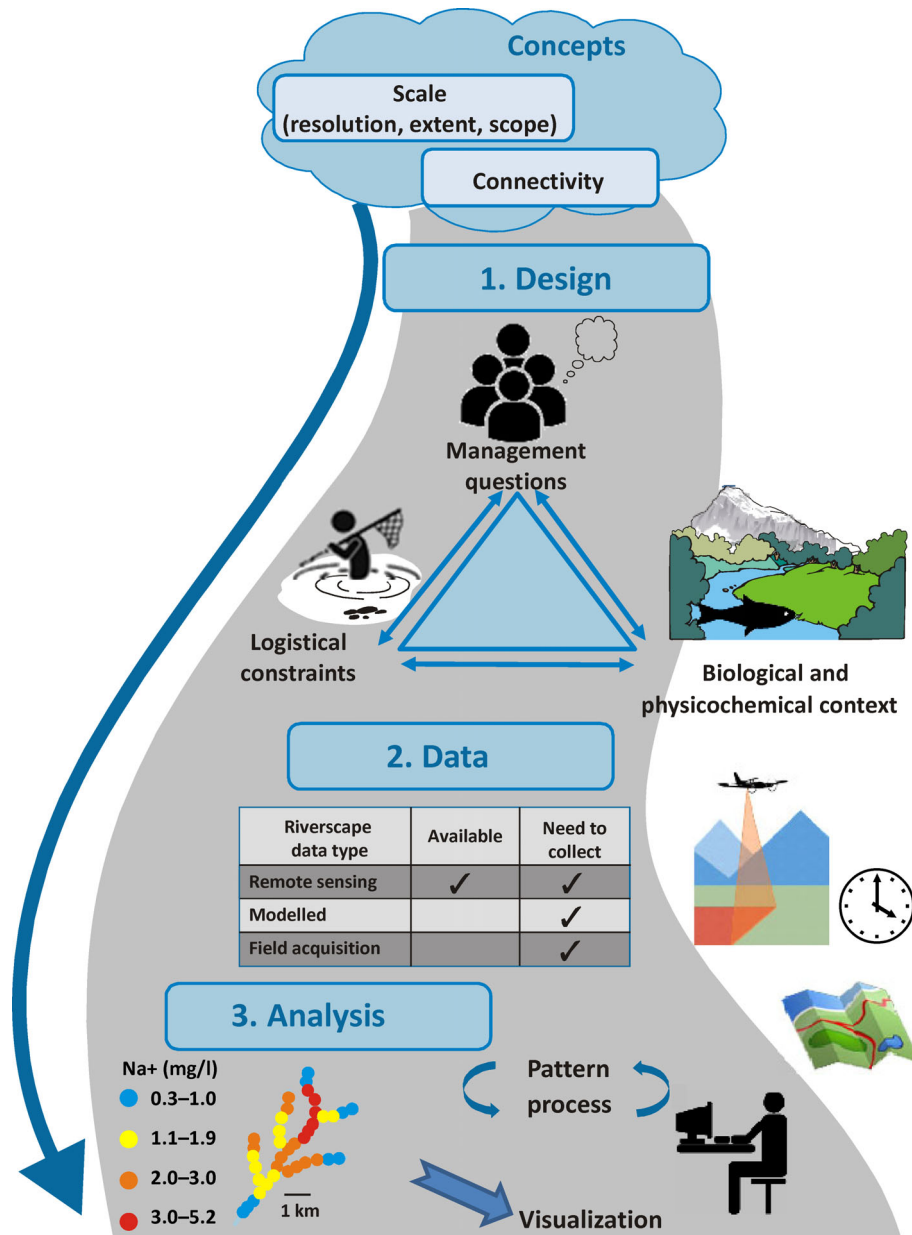 Concepts
Scale
(resolution, extent, scope)
Connectivity
1. Design
Management
questions
Logistical
constraints
Biological and
physicochemical context
2. Data
Riverscape
data type
Available
Need to
collect
Remote sensing ✓ ✓
Modelled ✓
Field acquisition ✓
3. Analysis
Na+ (mg/l)
0.3–1.0
1.1–1.9
2.0–3.0
3.0–5.2
1 km
Pattern
process
Visualization